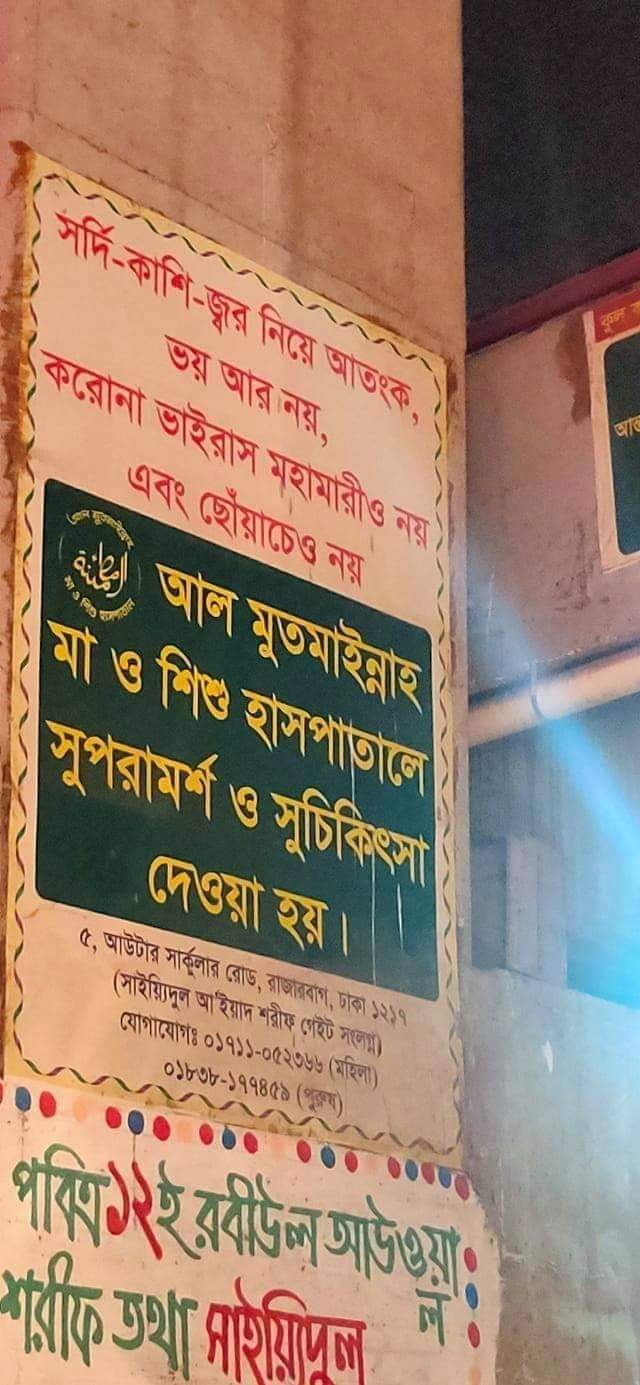 সর্দি-কাশি-জ্বর নিয়ে আতংক,
ভয় আর নয়,
করোনা ভাইরাস মহামারীও নয়
এবং ছোঁয়াচেও নয়
আল মুতমাইন্নাহ
মা ও শিশু হাসপাতালে
সুপরামর্শ ও সুচিকিৎসা
দেওয়া হয়।
৫, আউটার সার্কুলার রোড, রাজারবাগ, ঢাকা ১২১৭
(সাইয়্যিদুল আ'ইয়াদ শরীফ গেইট সংলগ্ন)
যোগাযোগঃ ০১৭১১-০৫২৩৬৬ (মহিলা)
০১৮৩৮-১৭৭৪৫৯ (পুরুষ)
পবিত্র ১২ই রবীউল আউওয়াল
শরীফ তথা সাইয়্যিদুল